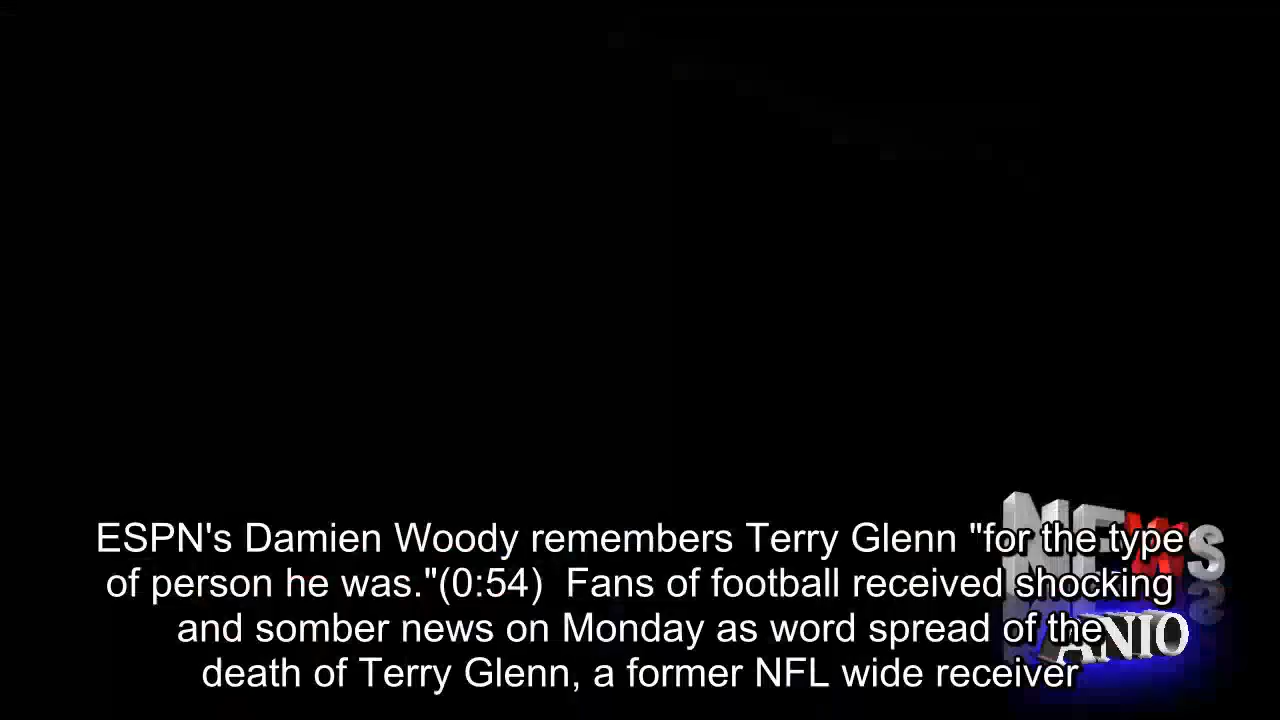 ESPN's Damien Woody remembers Terry Glenn "for the type
of person he was."(0:54)  Fans of football received shocking
and somber news on Monday as word spread of the
death of Terry Glenn, a former NFL wide receiver
NEWS
ANIO